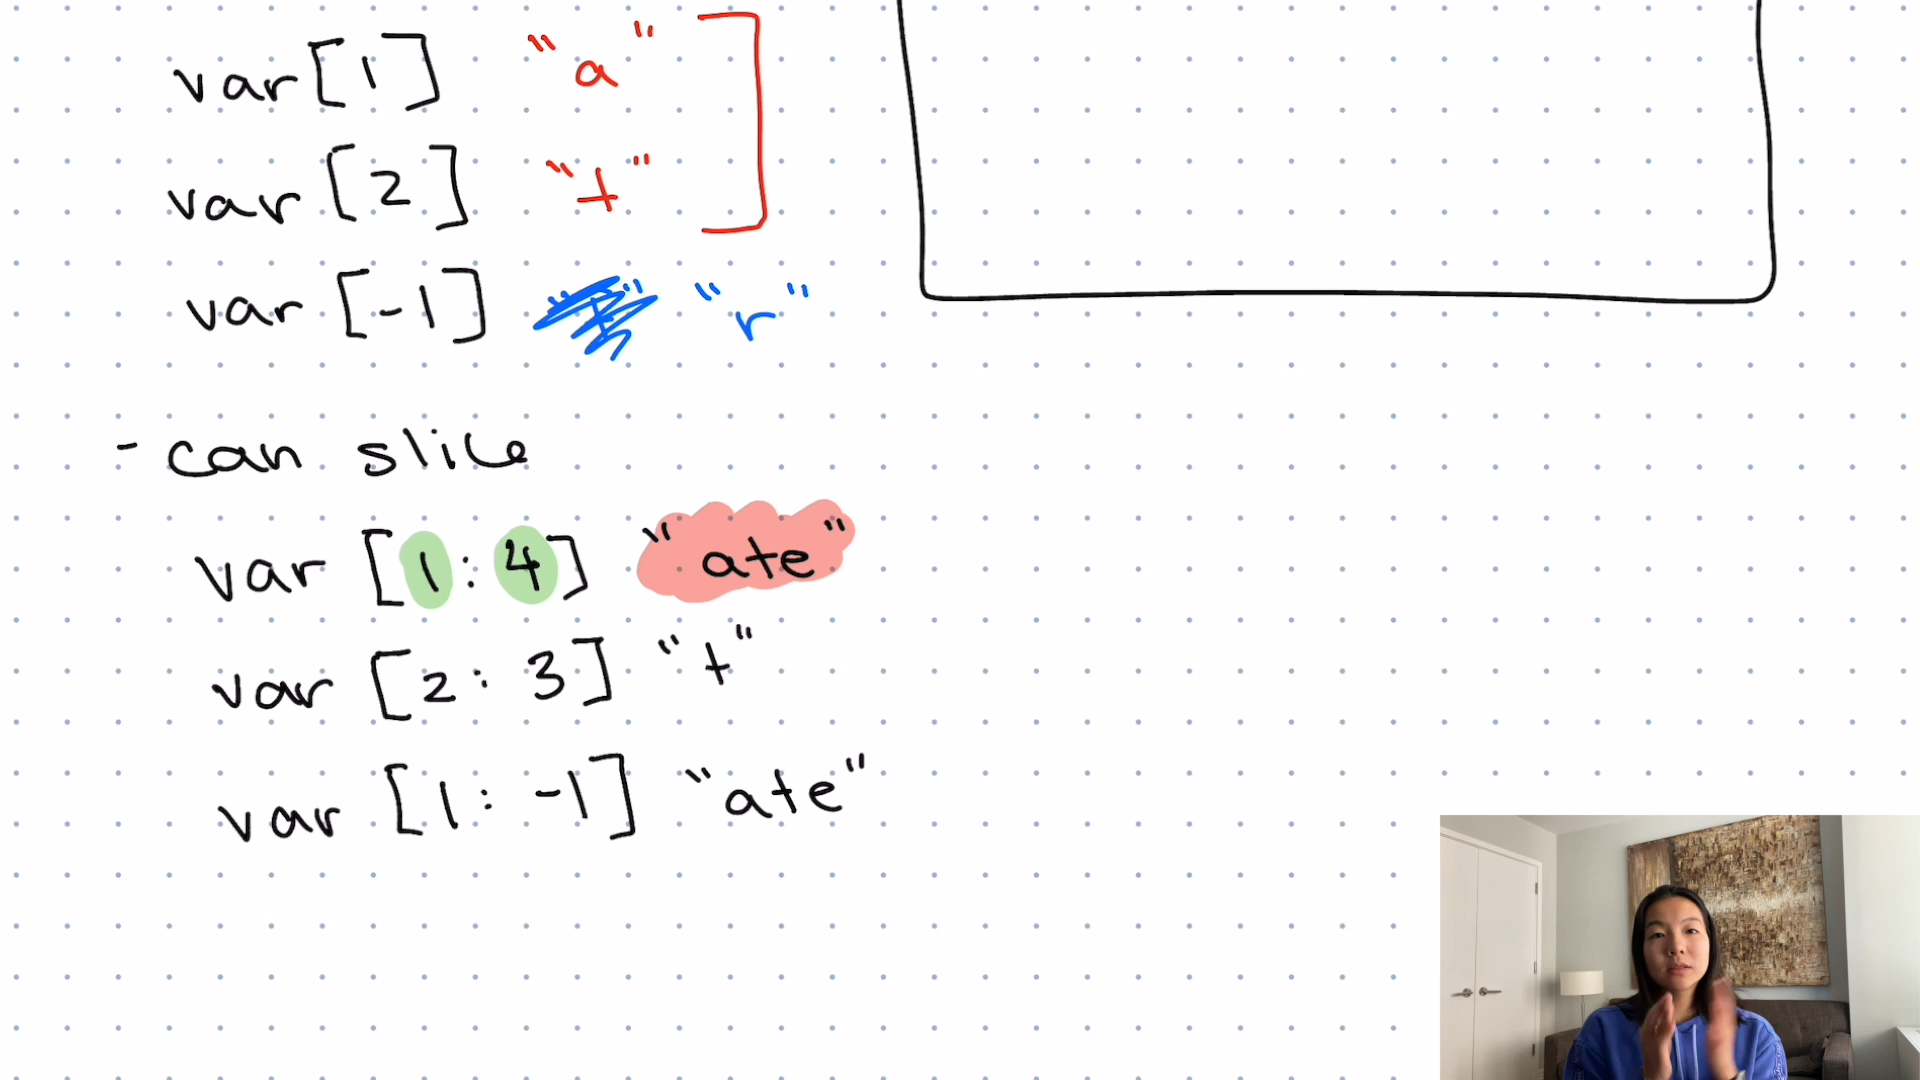 var [1] "a"
var [2] "t"
var [-1] "r"
- can slice
var [1:4] "ate"
var [2:3] "t"
var [1:-1] "ate"